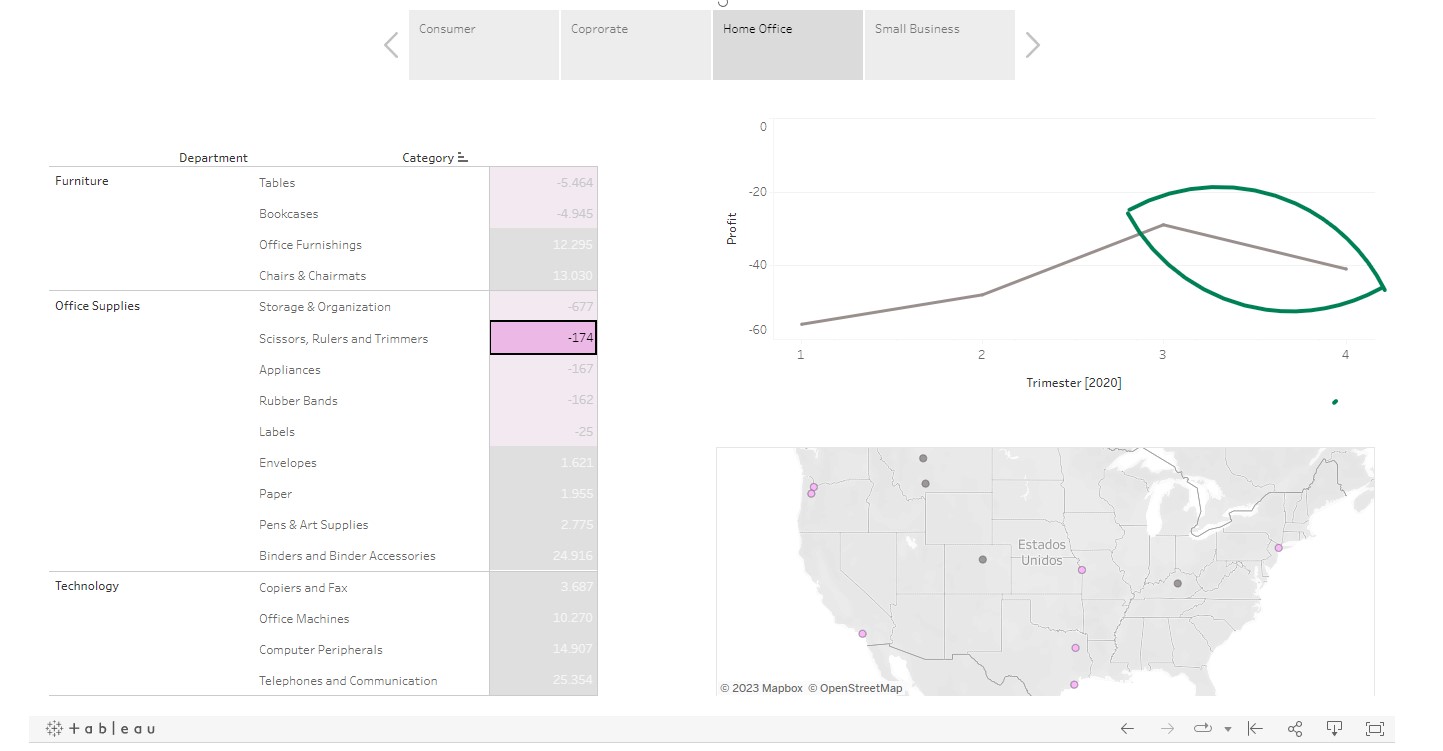 Consumer
Coprorate
Home Office
Small Business
Department Category
Furniture Tables -5.464
Bookcases -4.945
Office Furnishings 12.295
Chairs & Chairmats 13.030
Office Supplies Storage & Organization -677
Scissors, Rulers and Trimmers -174
Appliances -167
Rubber Bands -162
Labels -25
Envelopes 1.621
Paper 1.955
Pens & Art Supplies 2.775
Binders and Binder Accessories 24.916
Technology Copiers and Fax 3.687
Office Machines 10.270
Computer Peripherals 14.907
Telephones and Communication 25.354
0
-20
-40
-60
Profit
1 2 3 4
Trimester [2020]
Estados
Unidos
© 2023 Mapbox © OpenStreetMap
+ableau